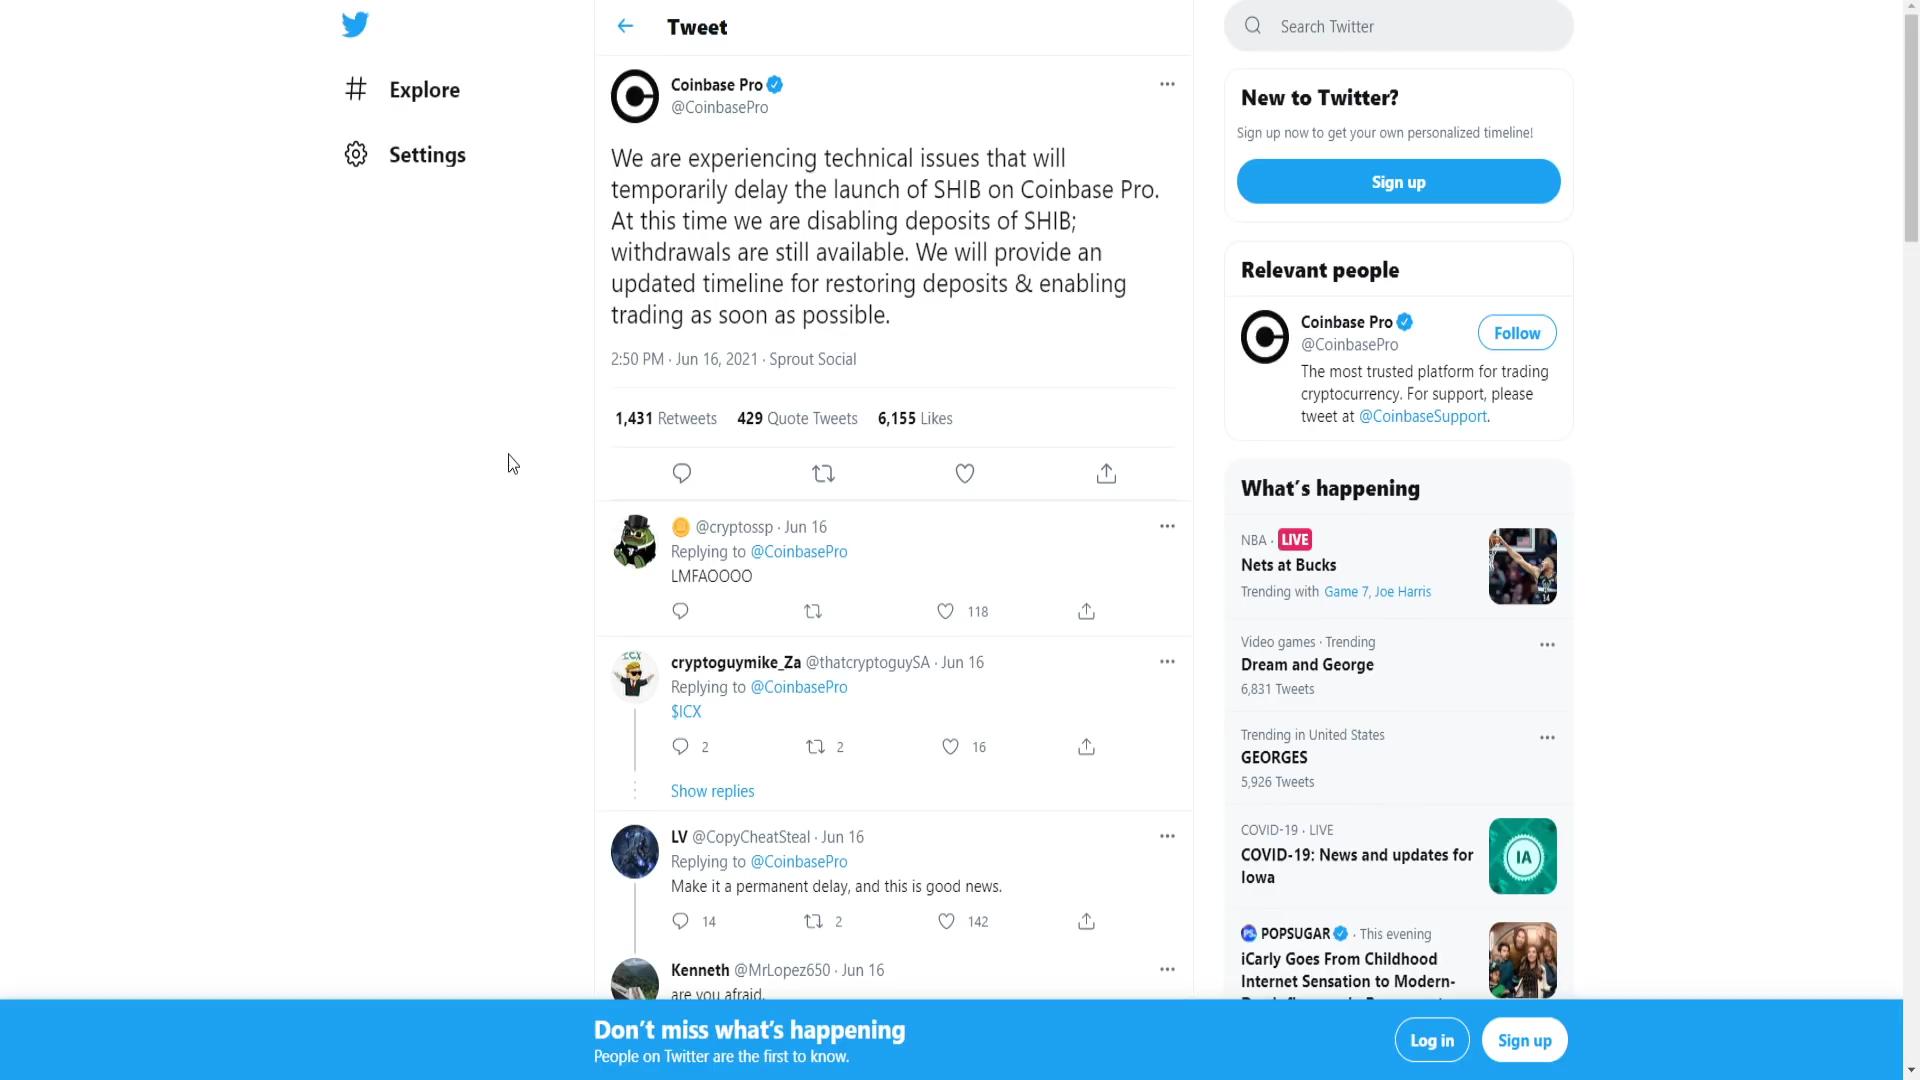 Explore
Settings
Tweet
Coinbase Pro
@CoinbasePro
We are experiencing technical issues that will
temporarily delay the launch of SHIB on Coinbase Pro.
At this time we are disabling deposits of SHIB;
withdrawals are still available. We will provide an
updated timeline for restoring deposits & enabling
trading as soon as possible.
2:50 PM · Jun 16, 2021 · Sprout Social
1,431 Retweets 429 Quote Tweets 6,155 Likes
@cryptossp · Jun 16
Replying to @CoinbasePro
LMFAOOOO
118
cryptoguymike_Za @thatcryptoguySA · Jun 16
Replying to @CoinbasePro
$ICX
2 2 16
Show replies
LV @CopyCheatSteal · Jun 16
Replying to @CoinbasePro
Make it a permanent delay, and this is good news.
14 2 142
Kenneth @MrLopez650 · Jun 16
are you afraid.
Search Twitter
New to Twitter?
Sign up now to get your own personalized timeline!
Sign up
Relevant people
Coinbase Pro
@CoinbasePro
Follow
The most trusted platform for trading
cryptocurrency. For support, please
tweet at @CoinbaseSupport.
What's happening
NBA · LIVE
Nets at Bucks
Trending with Game 7, Joe Harris
Video games · Trending
Dream and George
6,831 Tweets
Trending in United States
GEORGES
5,926 Tweets
COVID-19 · LIVE
COVID-19: News and updates for
Iowa
IA
POPSUGAR · This evening
iCarly Goes From Childhood
Internet Sensation to Modern-
Don't miss what's happening
People on Twitter are the first to know.
Log in
Sign up